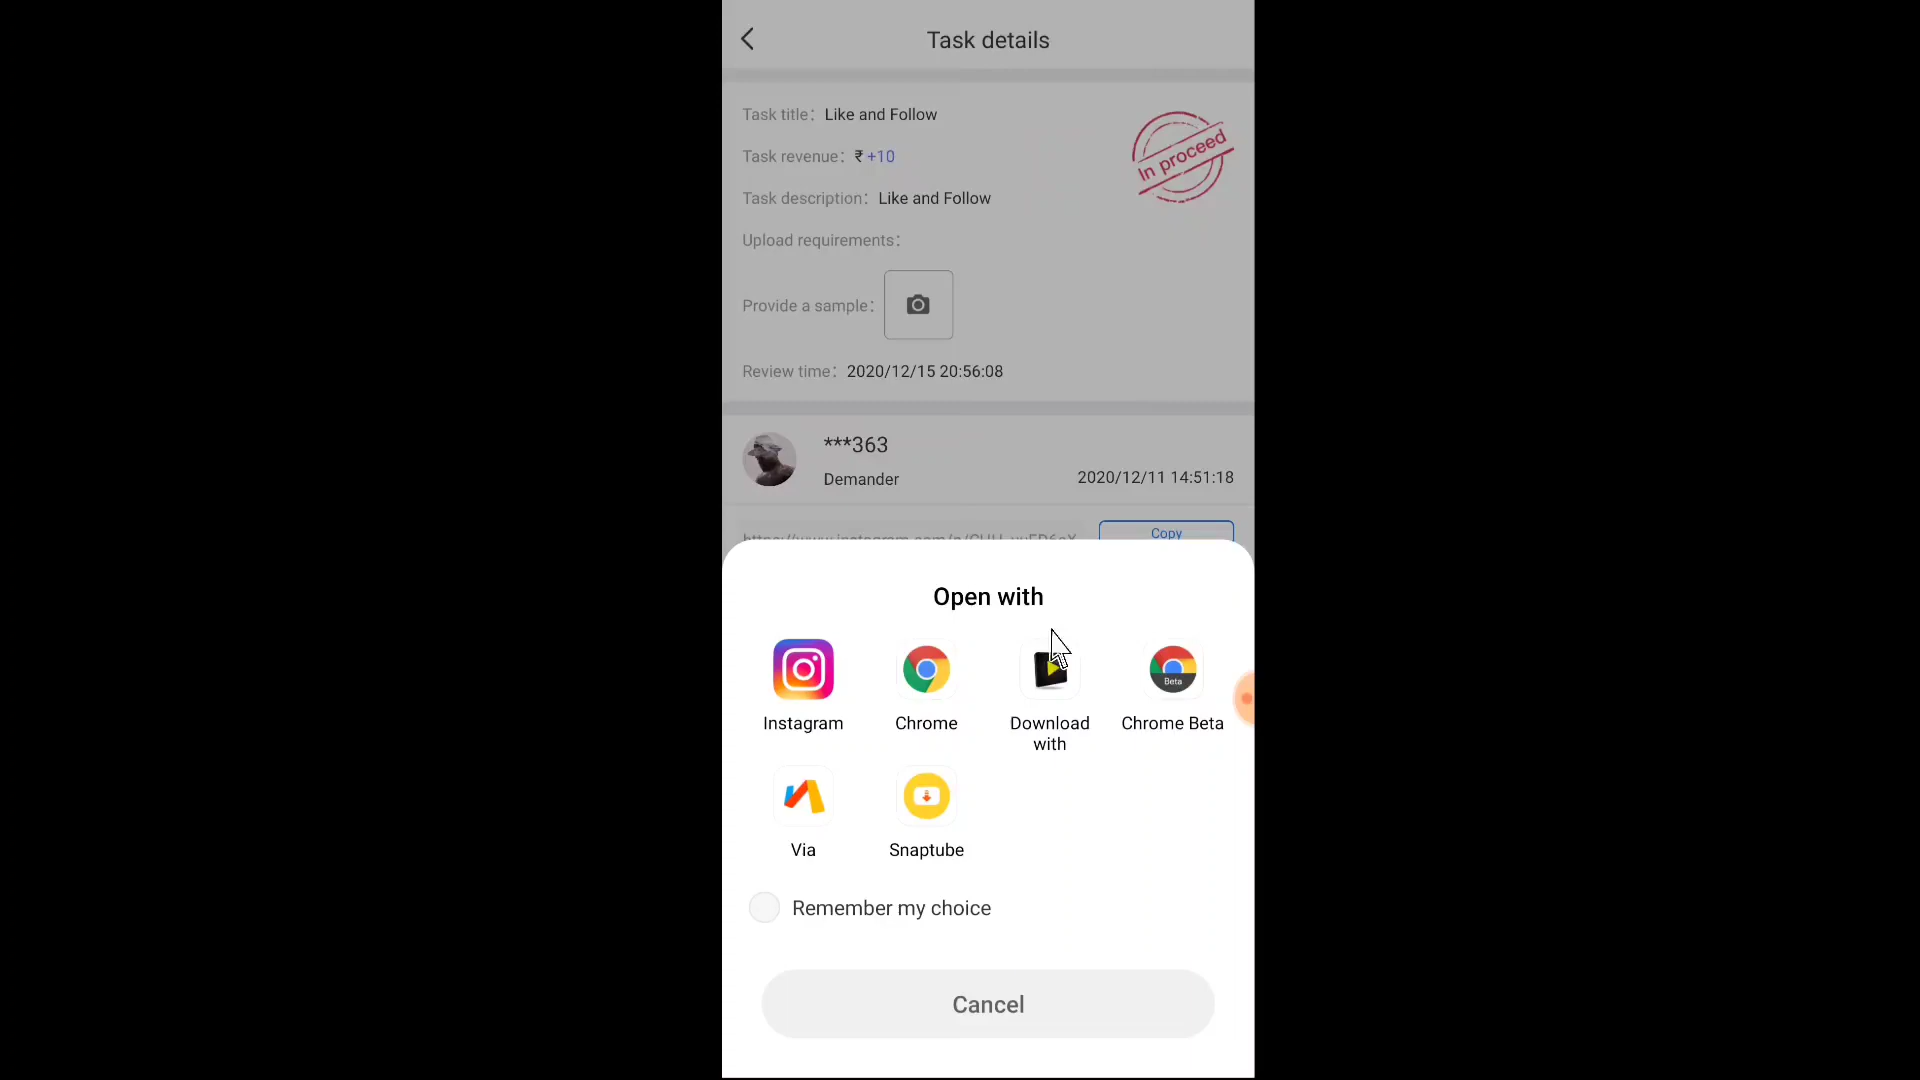 Task details
Task title: Like and Follow
Task revenue: ₹ +10
In proceed
Task description: Like and Follow
Upload requirements:
Provide a sample:
Review time: 2020/12/15 20:56:08
***363
Demander
2020/12/11 14:51:18
Copy
Open with
Instagram
Chrome
Download with
Chrome Beta
Beta
Via
Snaptube
Remember my choice
Cancel